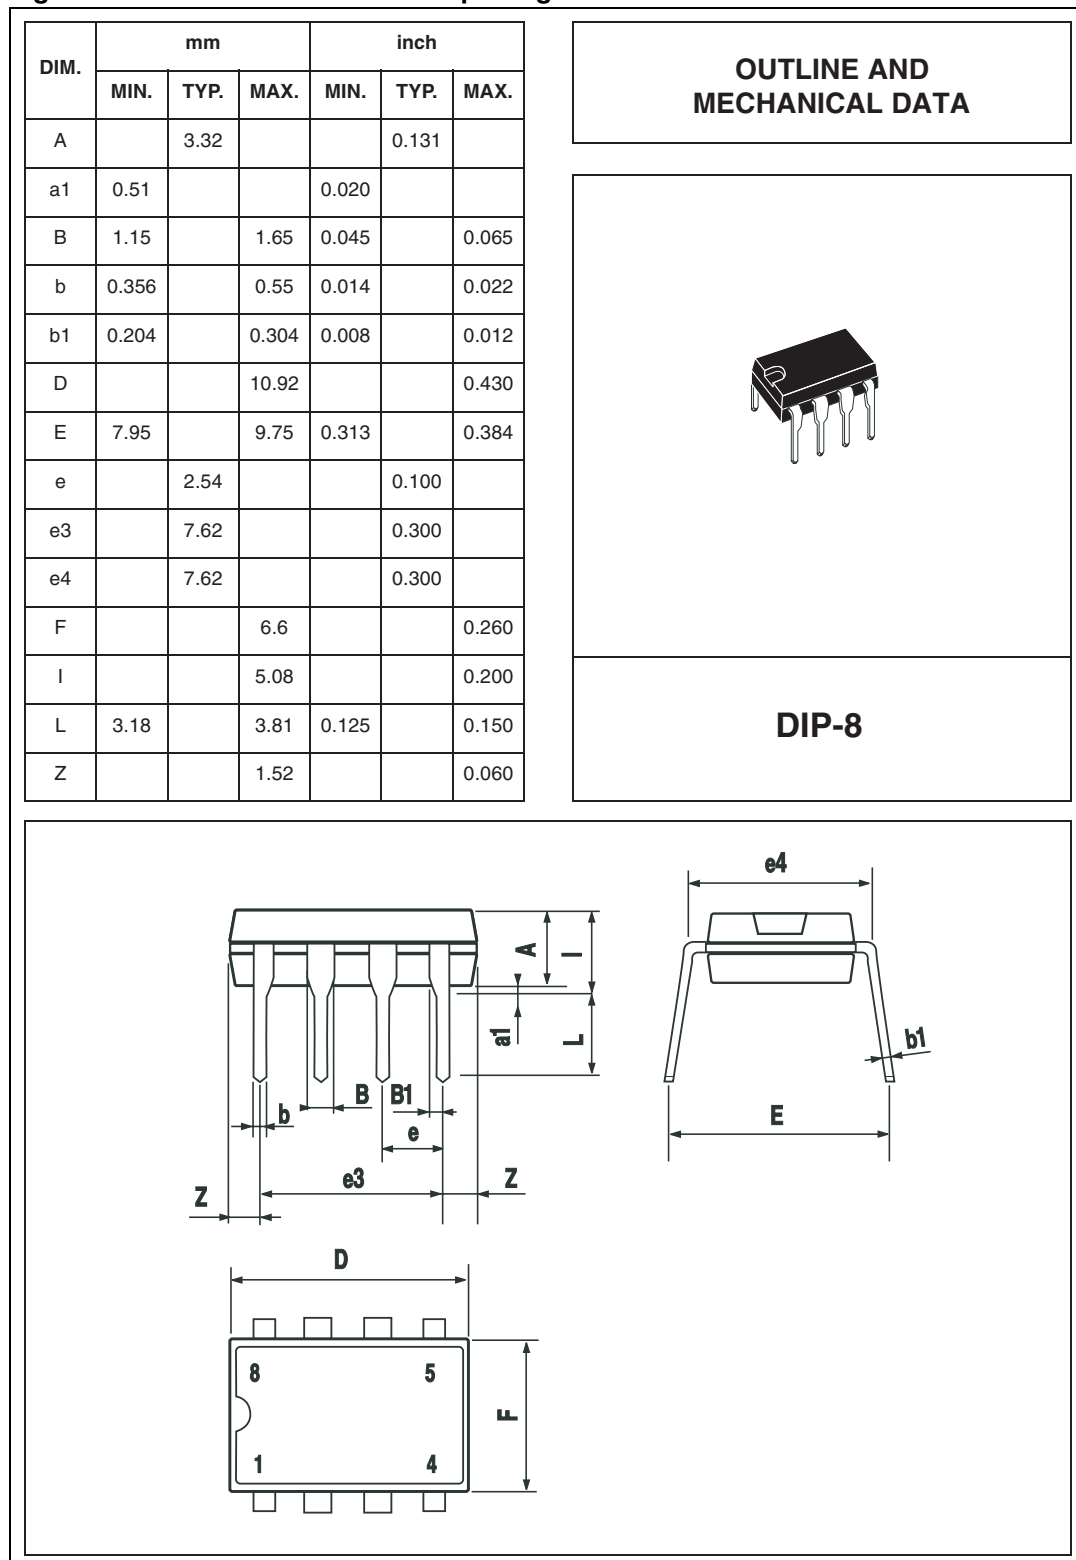 DIM. mm inch
MIN. TYP. MAX. MIN. TYP. MAX.
A 3.32 0.131
a1 0.51 0.020
B 1.15 1.65 0.045 0.065
b 0.356 0.55 0.014 0.022
b1 0.204 0.304 0.008 0.012
D 10.92 0.430
E 7.95 9.75 0.313 0.384
e 2.54 0.100
e3 7.62 0.300
e4 7.62 0.300
F 6.6 0.260
I 5.08 0.200
L 3.18 3.81 0.125 0.150
Z 1.52 0.060
OUTLINE AND
MECHANICAL DATA
DIP-8
e4
A I
a1 L
b1
b B B1
E
e
e3
Z Z
D
8 5
F
1 4